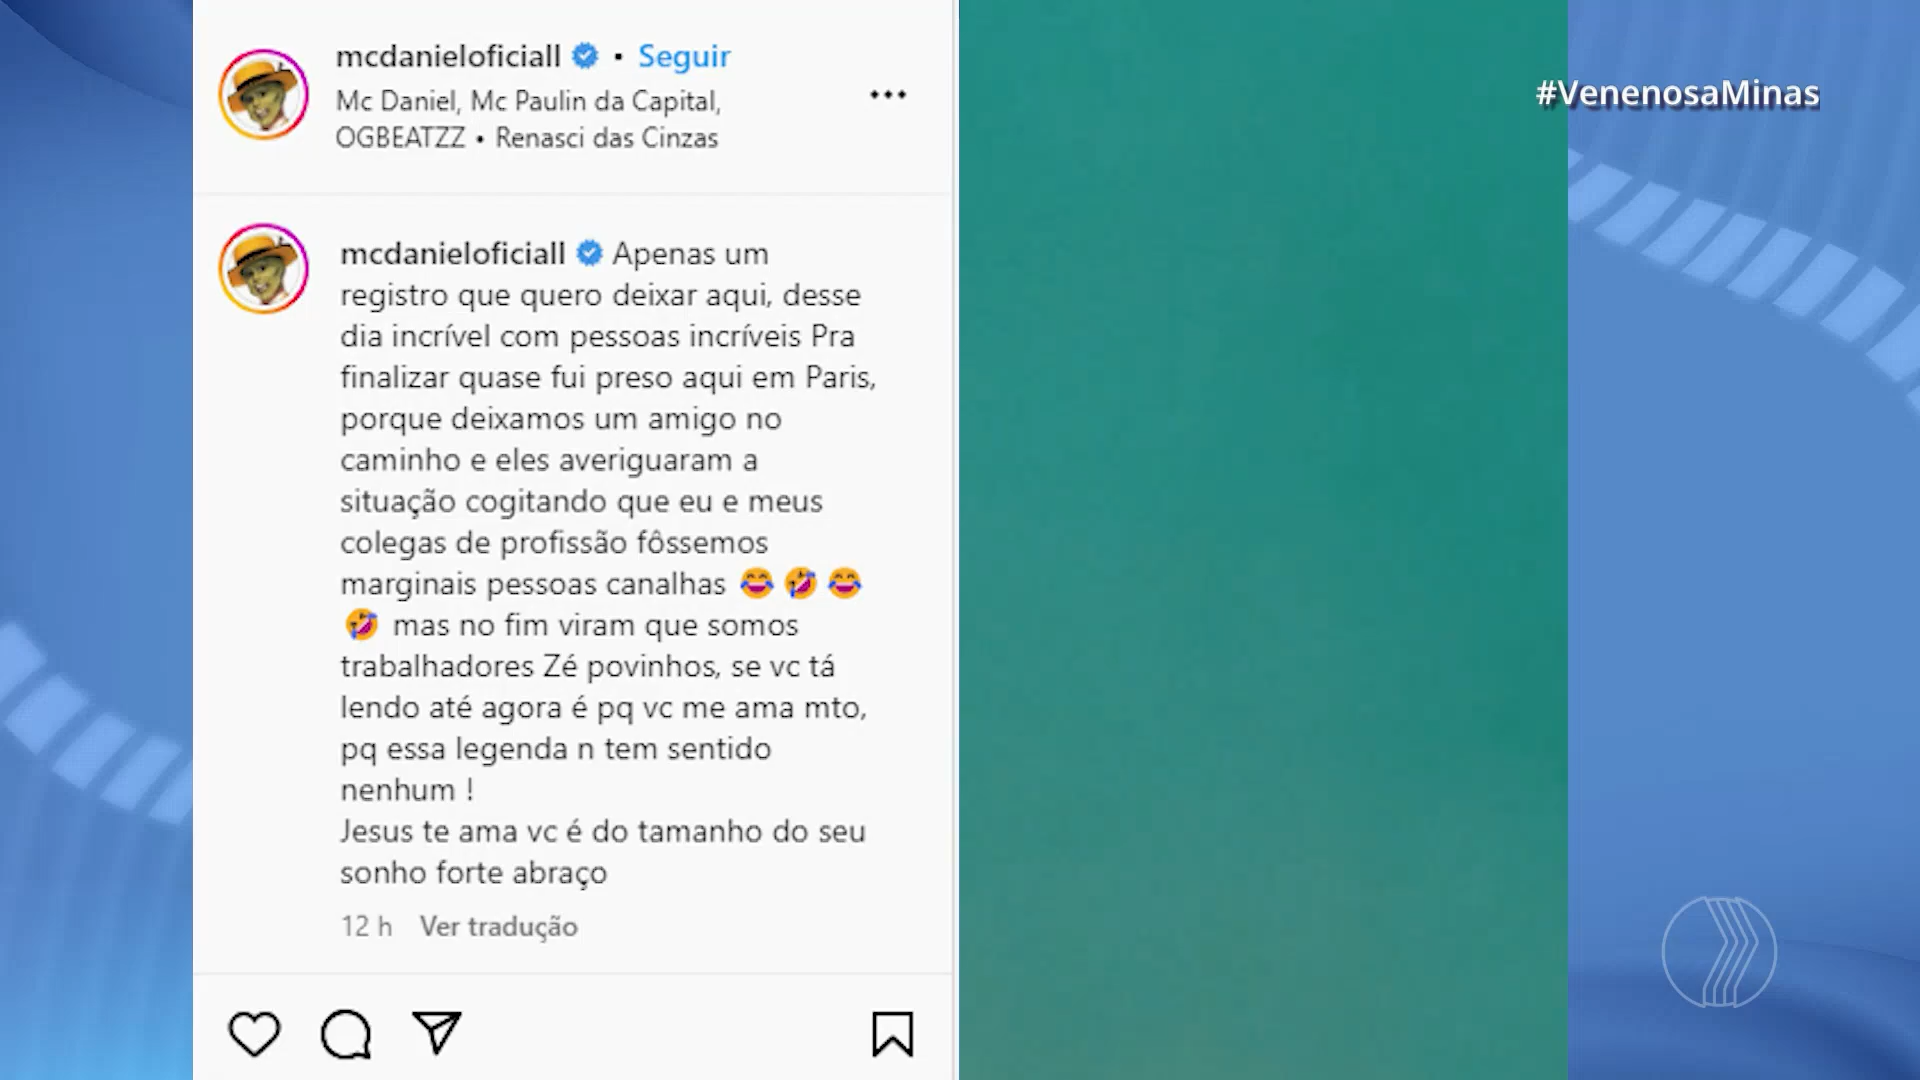 mcdanieloficiall • Seguir
Mc Daniel, Mc Paulin da Capital,
OGBEATZZ • Renasci das Cinzas
#VenenosaMinas
mcdanieloficiall Apenas um
registro que quero deixar aqui, desse
dia incrível com pessoas incríveis Pra
finalizar quase fui preso aqui em Paris,
porque deixamos um amigo no
caminho e eles averiguaram a
situação cogitando que eu e meus
colegas de profissão fôssemos
marginais pessoas canalhas 😂🤣😂
🤣 mas no fim viram que somos
trabalhadores Zé povinhos, se vc tá
lendo até agora é pq vc me ama mto,
pq essa legenda n tem sentido
nenhum !
Jesus te ama vc é do tamanho do seu
sonho forte abraço
12 h Ver tradução